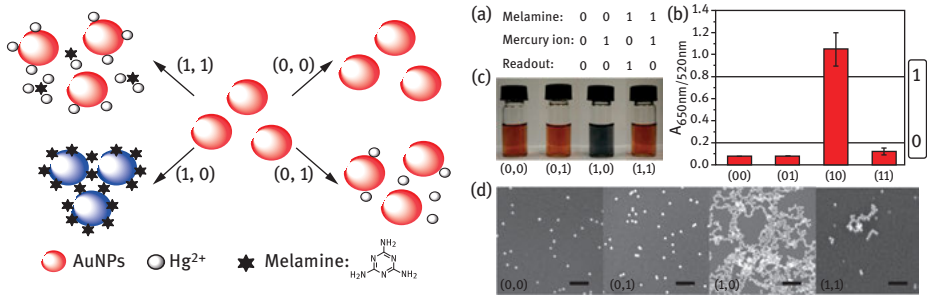 (1, 1)
(0, 0)
(1, 0)
(0, 1)
AuNPs
Hg²⁺
Melamine:
NH₂
N
N
H₂N
N
NH₂
(a)
Melamine: 0 0 1 1
Mercury ion: 0 1 0 1
Readout: 0 0 1 0
(b)
A650nm/520nm
1.4
1.2
1.0
0.8
0.6
0.4
0.2
0.0
(00) (01) (10) (11)
1
0
(c)
(0,0) (0,1) (1,0) (1,1)
(d)
(0,0) (0,1) (1,0) (1,1)